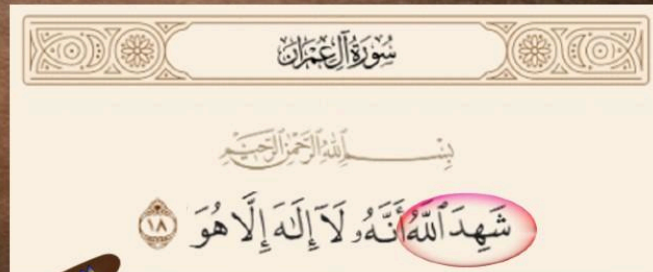 سُورَةُ آلِ عِمْرَانَ
بِسْمِ ٱللَّهِ ٱلرَّحْمَٰنِ ٱلرَّحِيمِ
شَهِدَ ٱللَّهُ أَنَّهُۥ لَآ إِلَٰهَ إِلَّا هُوَ ١٨